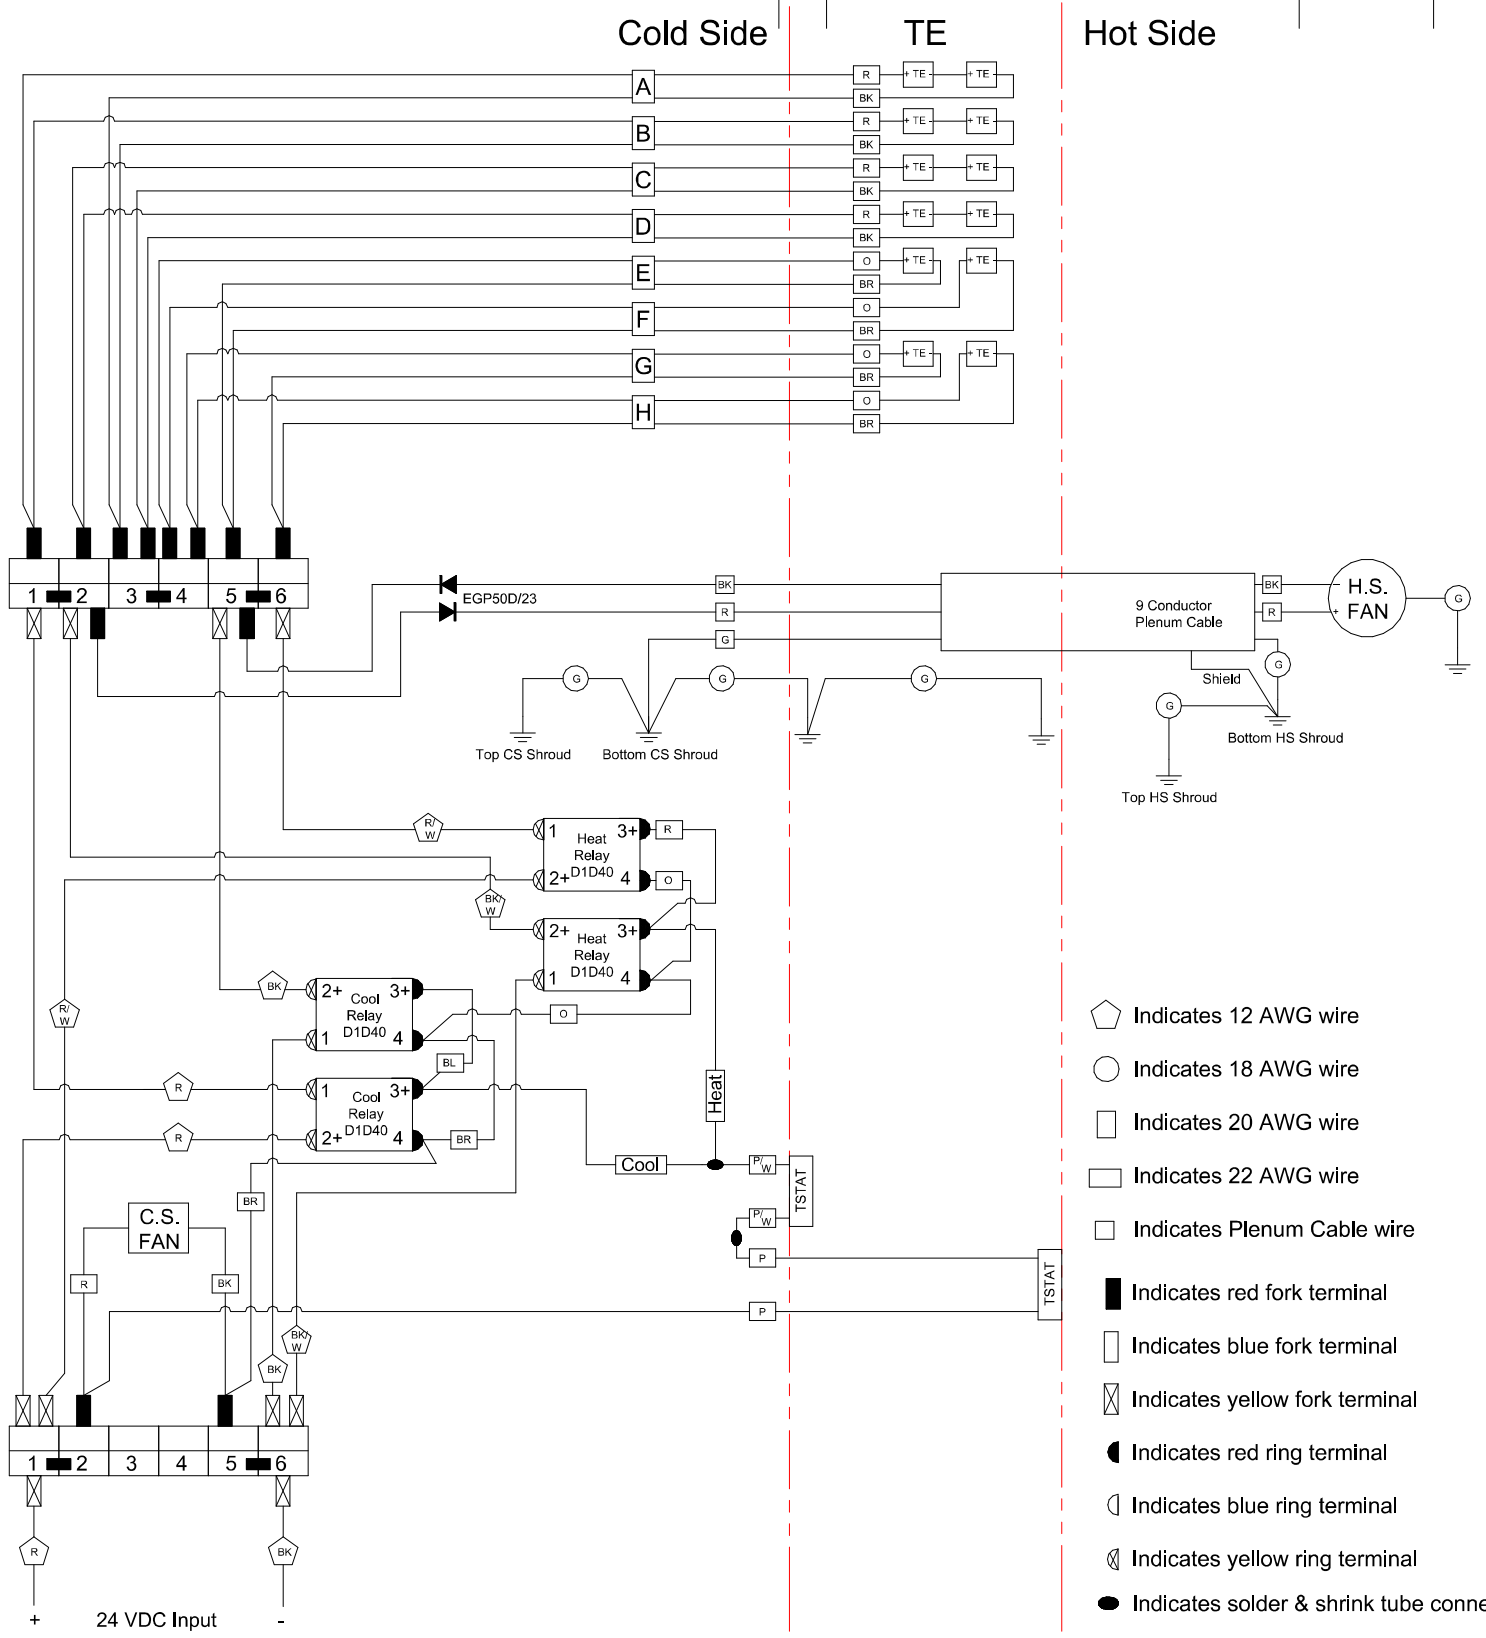 Cold Side
TE
Hot Side
A
R
+ TE -
+ TE -
BK
B
R
+ TE -
+ TE -
BK
C
R
+ TE -
+ TE -
BK
D
R
+ TE -
+ TE -
BK
E
O
+ TE -
+ TE -
BR
F
O
BR
G
O
+ TE -
+ TE -
BR
H
O
BR
1 2 3 4 5 6
EGP50D/23
BK
R
G
9 Conductor
Plenum Cable
BK
R
-
+
H.S.
FAN
G
G
G
G
G
Shield
G
Top CS Shroud
Bottom CS Shroud
Bottom HS Shroud
Top HS Shroud
R/
W
1
3+
Heat
Relay
D1D40
2+
4
R
O
BK/
W
2+
3+
Heat
Relay
D1D40
1
4
O
BK
2+
3+
Cool
Relay
D1D40
1
4
R/
W
BL
R
1
3+
Cool
Relay
D1D40
2+
4
R
BR
Heat
Cool
P/
W
TSTAT
P/
W
P
TSTAT
P
BR
C.S.
FAN
R
BK
BK/
W
BK
1 2 3 4 5 6
R
BK
+
24 VDC Input
-
Indicates 12 AWG wire
Indicates 18 AWG wire
Indicates 20 AWG wire
Indicates 22 AWG wire
Indicates Plenum Cable wire
Indicates red fork terminal
Indicates blue fork terminal
Indicates yellow fork terminal
Indicates red ring terminal
Indicates blue ring terminal
Indicates yellow ring terminal
Indicates solder & shrink tube conne